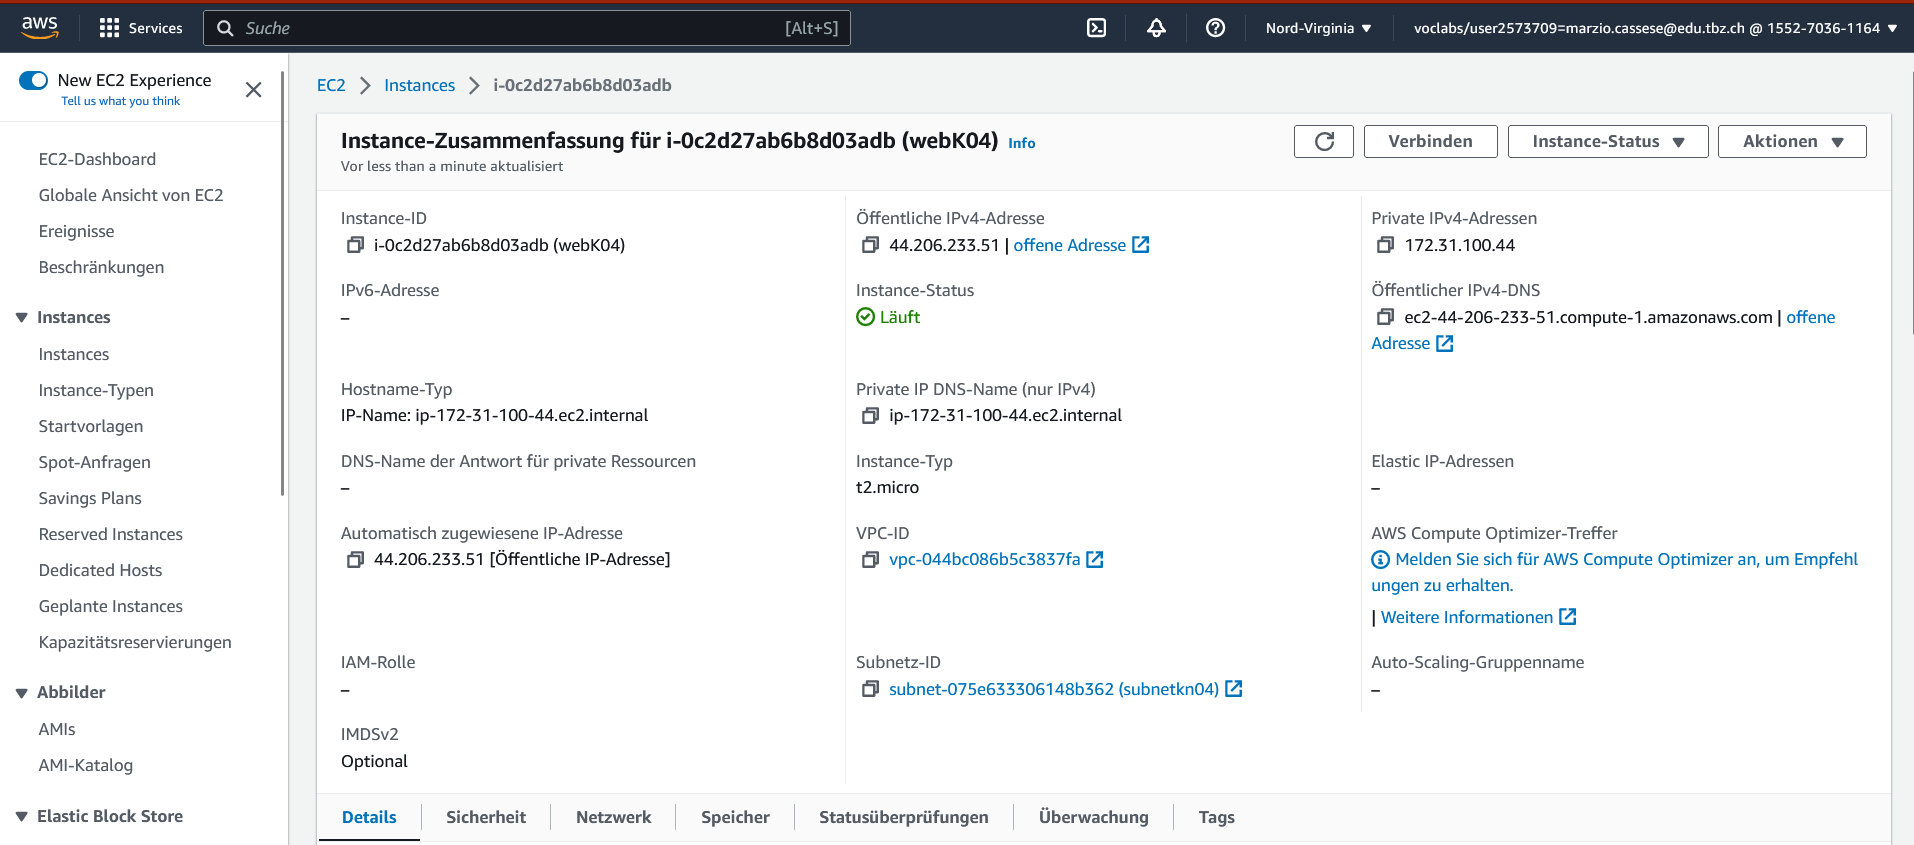 aws
Services
Suche
[Alt+S]
Nord-Virginia
voclabs/user2573709=marzio.cassese@edu.tbz.ch @ 1552-7036-1164
New EC2 Experience
Tell us what you think
EC2-Dashboard
Globale Ansicht von EC2
Ereignisse
Beschränkungen
Instances
Instances
Instance-Typen
Startvorlagen
Spot-Anfragen
Savings Plans
Reserved Instances
Dedicated Hosts
Geplante Instances
Kapazitätsreservierungen
Abbilder
AMIs
AMI-Katalog
Elastic Block Store
EC2
Instances
i-0c2d27ab6b8d03adb
Instance-Zusammenfassung für i-0c2d27ab6b8d03adb (webK04) Info
Vor less than a minute aktualisiert
Verbinden
Instance-Status
Aktionen
Instance-ID
i-0c2d27ab6b8d03adb (webK04)
Öffentliche IPv4-Adresse
44.206.233.51 | offene Adresse
Private IPv4-Adressen
172.31.100.44
IPv6-Adresse
–
Instance-Status
Läuft
Öffentlicher IPv4-DNS
ec2-44-206-233-51.compute-1.amazonaws.com | offene
Adresse
Hostname-Typ
IP-Name: ip-172-31-100-44.ec2.internal
Private IP DNS-Name (nur IPv4)
ip-172-31-100-44.ec2.internal
DNS-Name der Antwort für private Ressourcen
–
Instance-Typ
t2.micro
Elastic IP-Adressen
–
Automatisch zugewiesene IP-Adresse
44.206.233.51 [Öffentliche IP-Adresse]
VPC-ID
vpc-044bc086b5c3837fa
AWS Compute Optimizer-Treffer
Melden Sie sich für AWS Compute Optimizer an, um Empfehl
ungen zu erhalten.
| Weitere Informationen
IAM-Rolle
–
Subnetz-ID
subnet-075e633306148b362 (subnetkn04)
Auto-Scaling-Gruppenname
–
IMDSv2
Optional
Details
Sicherheit
Netzwerk
Speicher
Statusüberprüfungen
Überwachung
Tags